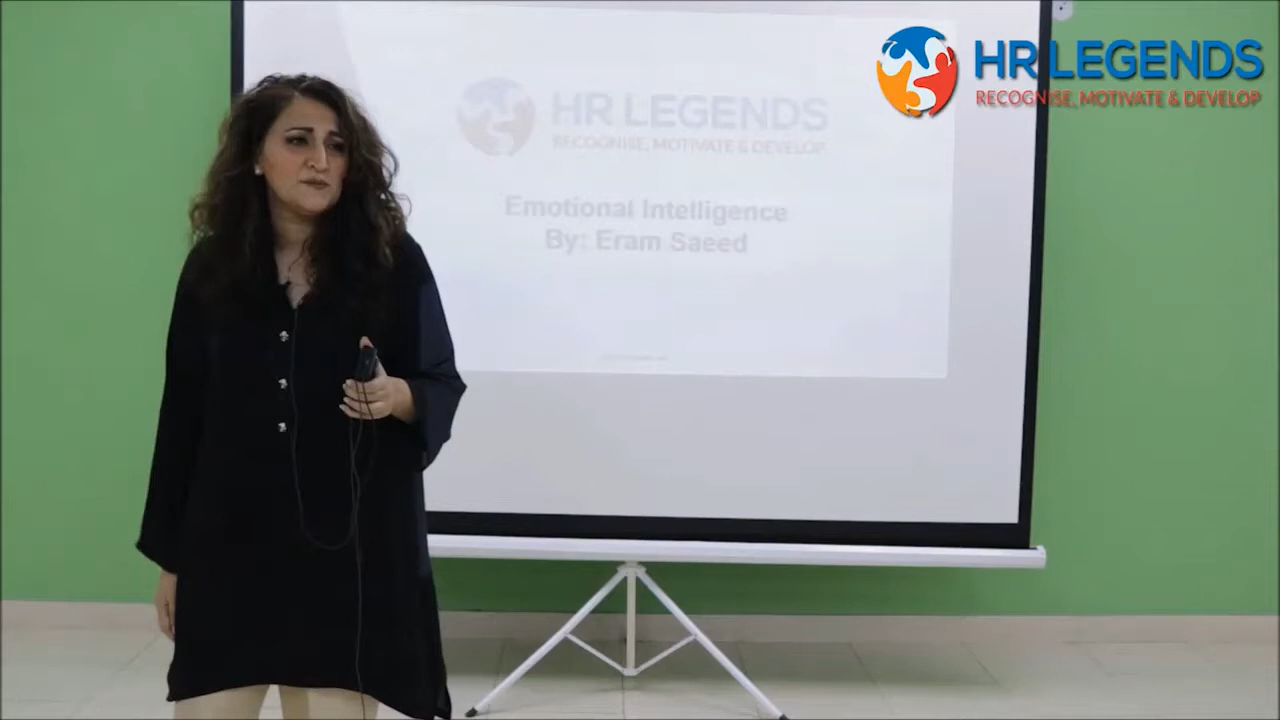 HR LEGENDS
RECOGNISE, MOTIVATE & DEVELOP
HR LEGENDS
RECOGNISE, MOTIVATE & DEVELOP
Emotional Intelligence
By: Eram Saeed